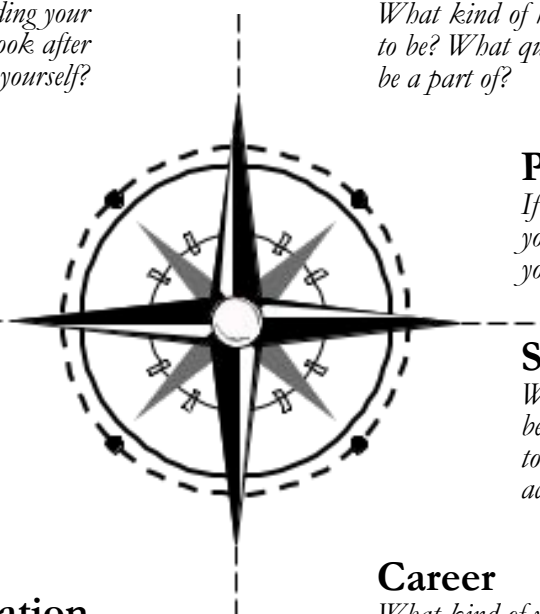 ding your
ook after
yourself?
What kind of
to be? What qu
be a part of?
P
If
yo
yo
S
W
be
to
ac
Career
What kind of
ation